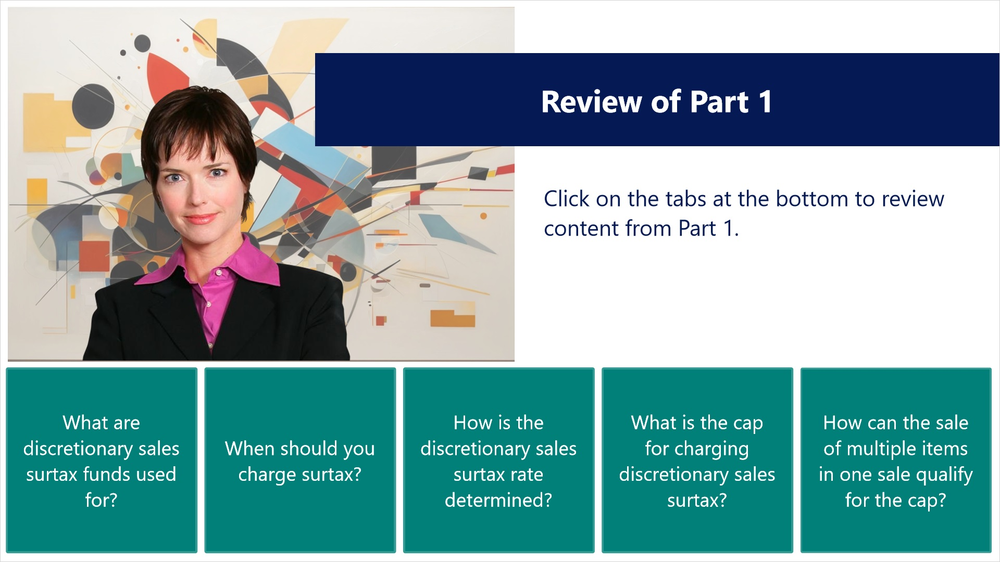 Review of Part 1
Click on the tabs at the bottom to review
content from Part 1.
What are
discretionary sales
surtax funds used
for?
When should you
charge surtax?
How is the
discretionary sales
surtax rate
determined?
What is the cap
for charging
discretionary sales
surtax?
How can the sale
of multiple items
in one sale qualify
for the cap?